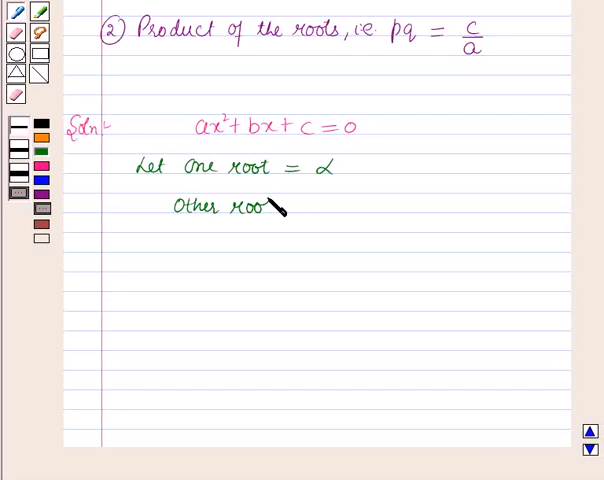 ② Product of the roots, i.e. pq = c/a
Soln:-
ax² + bx + c = 0
Let one root = α
Other roo